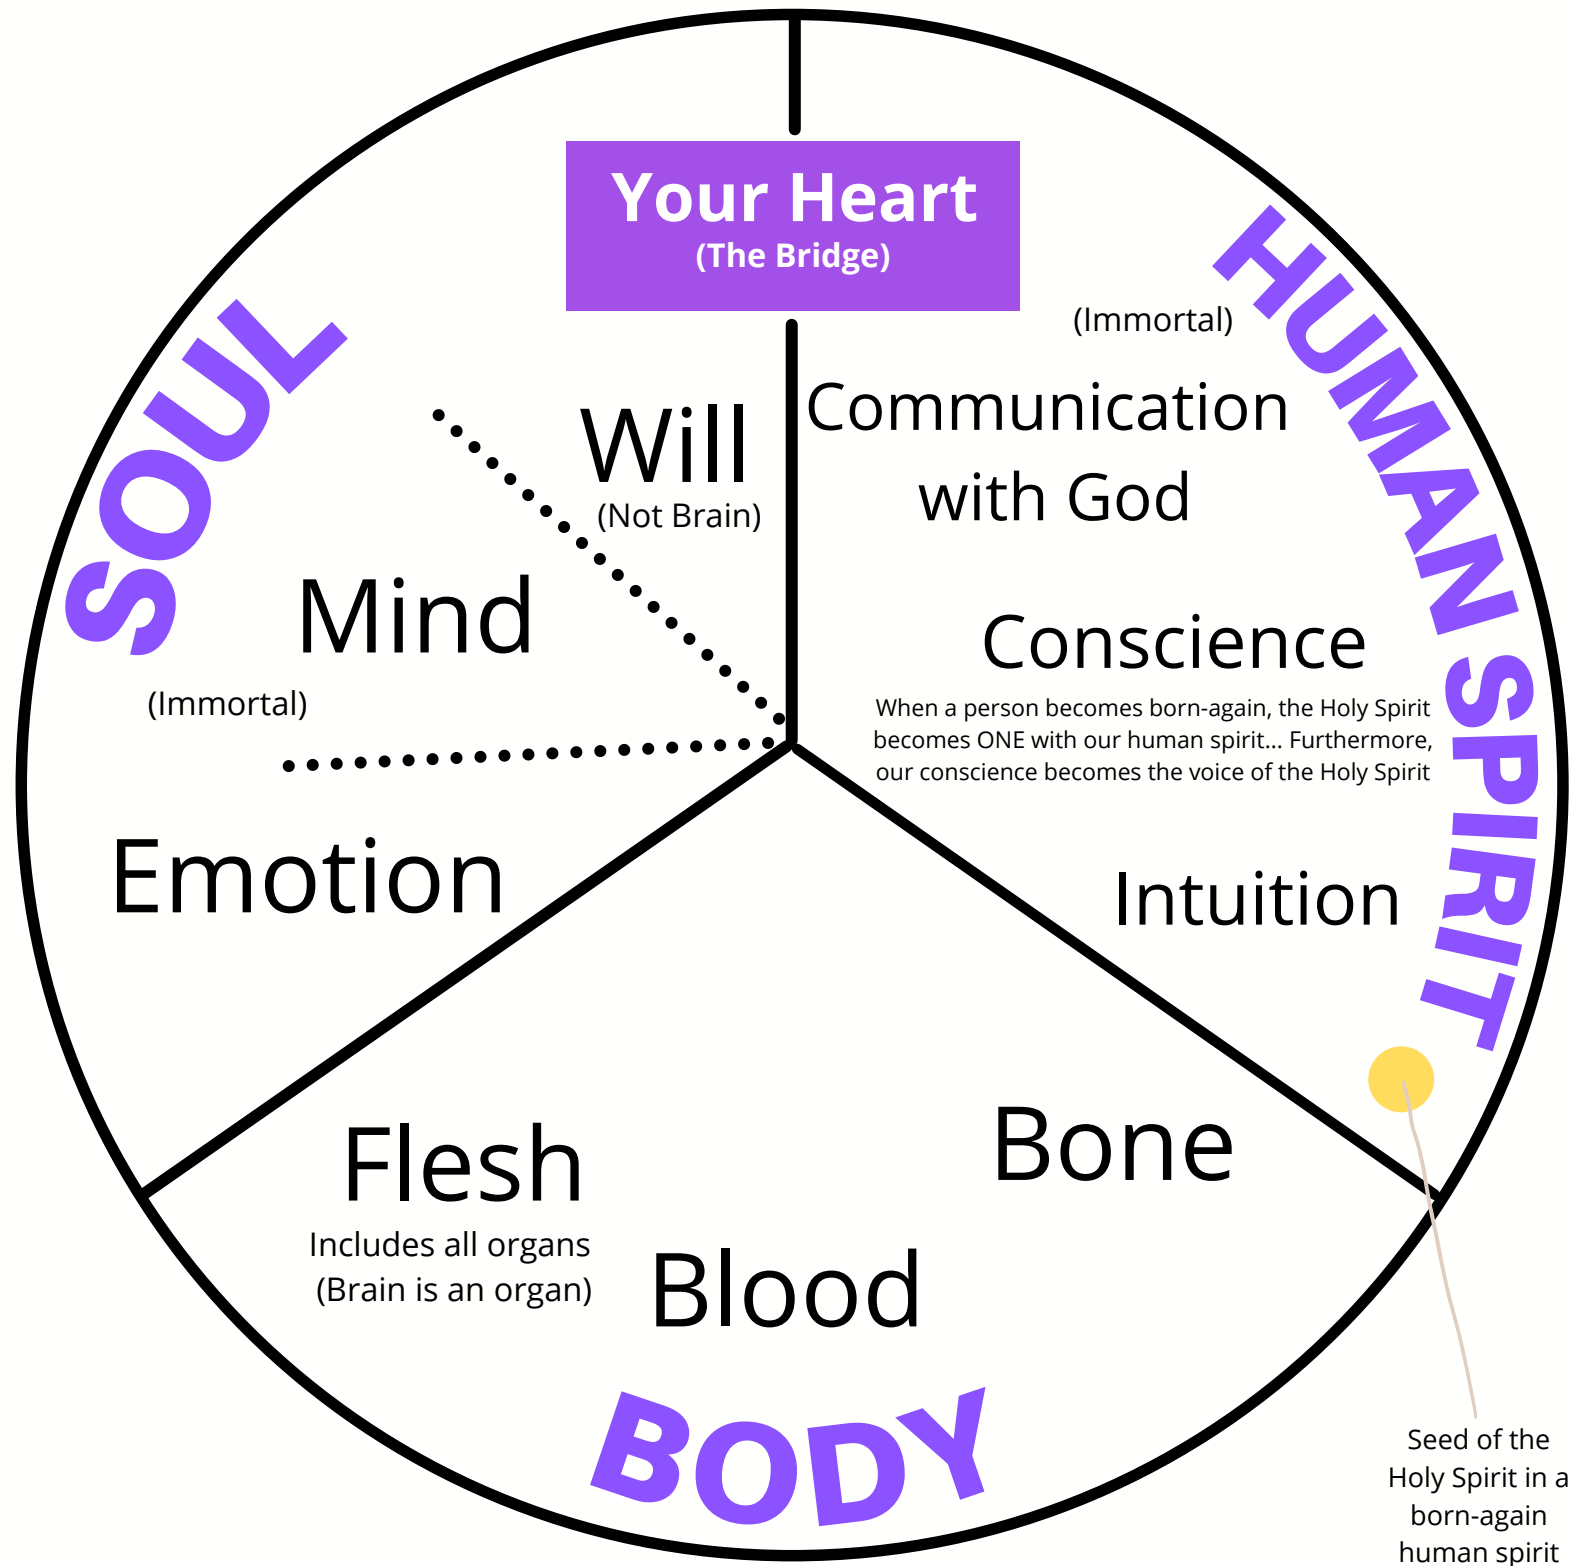 Your Heart
(The Bridge)
SOUL
Will
(Not Brain)
Mind
(Immortal)
Emotion
HUMAN SPIRIT
(Immortal)
Communication
with God
Conscience
When a person becomes born-again, the Holy Spirit
becomes ONE with our human spirit... Furthermore,
our conscience becomes the voice of the Holy Spirit
Intuition
Flesh
Includes all organs
(Brain is an organ)
Blood
Bone
BODY
Seed of the
Holy Spirit in a
born-again
human spirit